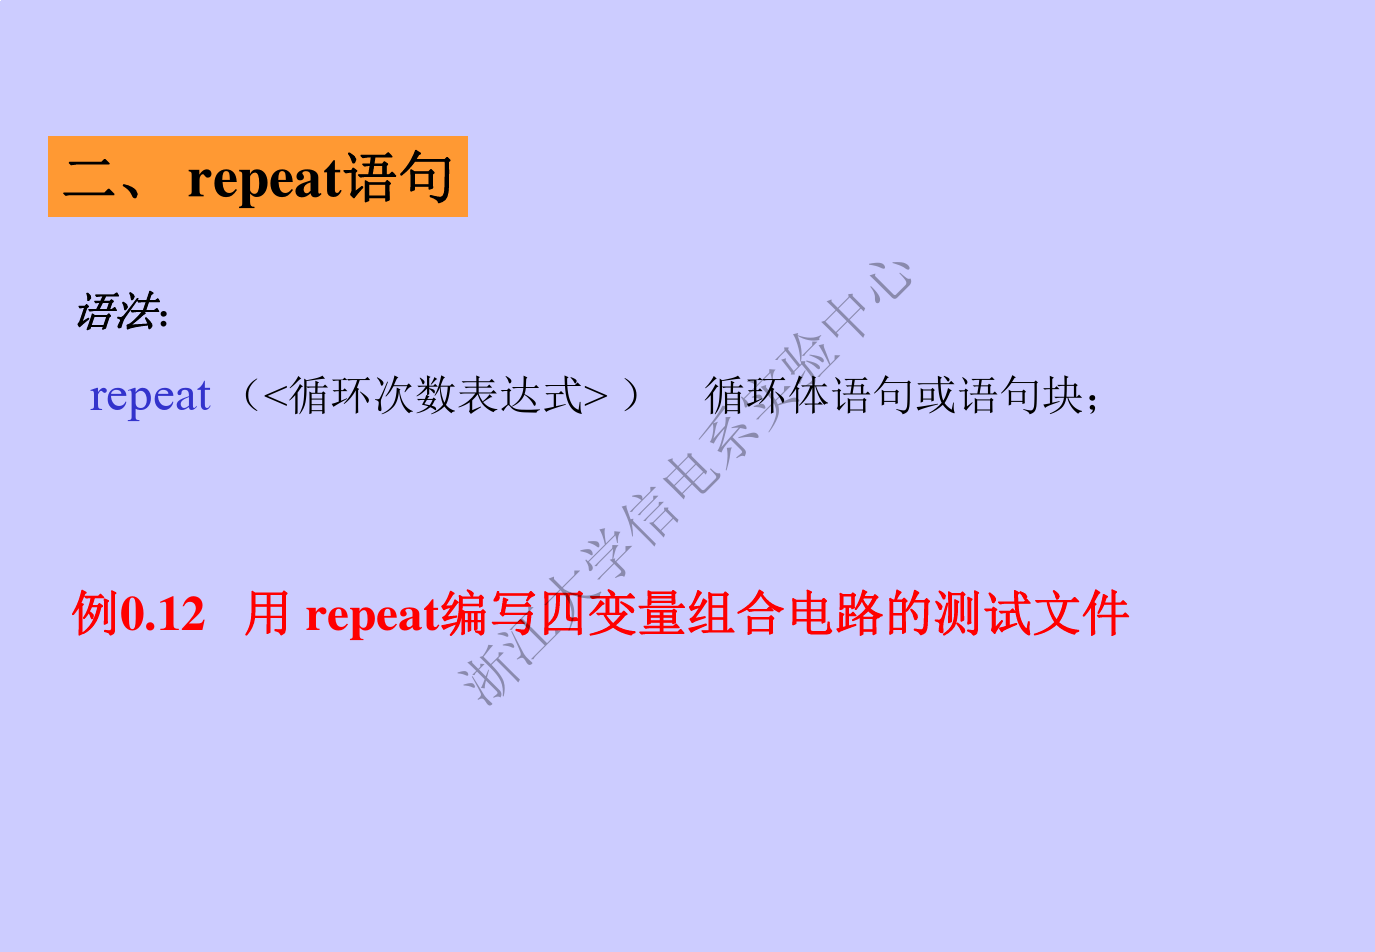 二、 repeat语句
语法：
repeat（<循环次数表达式> ） 循环体语句或语句块；
例0.12 用 repeat编写四变量组合电路的测试文件
浙江大学信电系实验中心